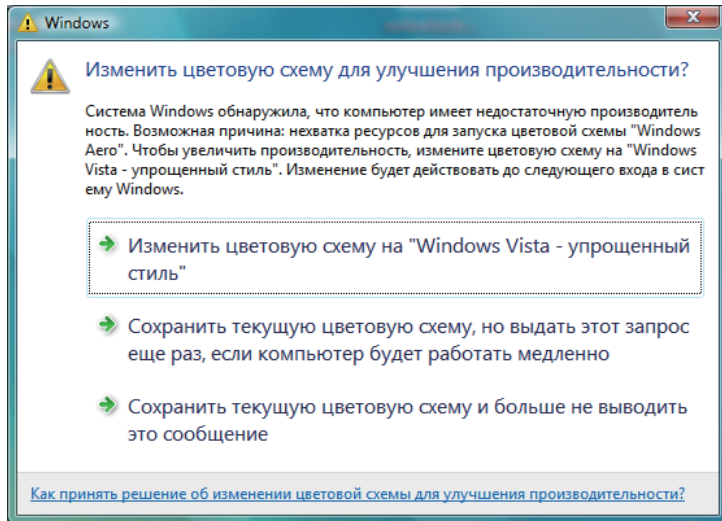 Windows
Изменить цветовую схему для улучшения производительности?
Система Windows обнаружила, что компьютер имеет недостаточную производитель
ность. Возможная причина: нехватка ресурсов для запуска цветовой схемы "Windows
Aero". Чтобы увеличить производительность, измените цветовую схему на "Windows
Vista - упрощенный стиль". Изменение будет действовать до следующего входа в сист
ему Windows.
Изменить цветовую схему на "Windows Vista - упрощенный
стиль"
Сохранить текущую цветовую схему, но выдать этот запрос
еще раз, если компьютер будет работать медленно
Сохранить текущую цветовую схему и больше не выводить
это сообщение
Как принять решение об изменении цветовой схемы для улучшения производительности?